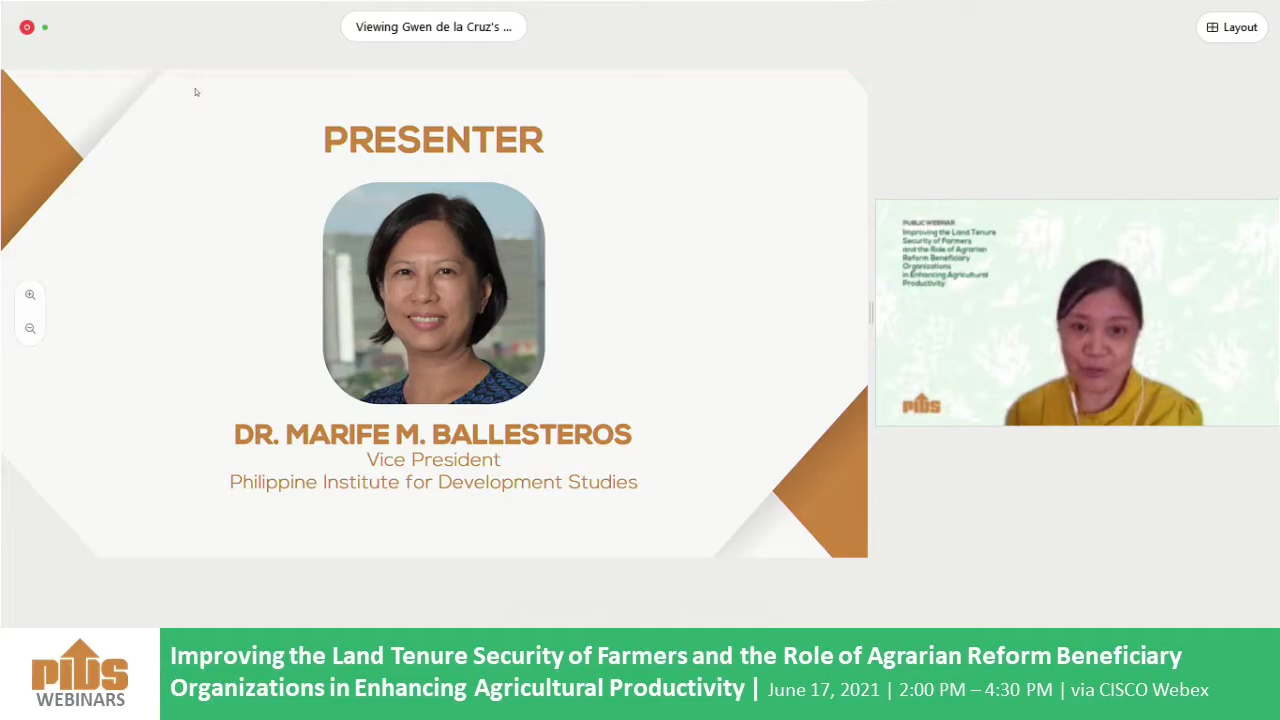 Viewing Gwen de la Cruz's ...
Layout
PRESENTER
DR. MARIFE M. BALLESTEROS
Vice President
Philippine Institute for Development Studies
PUBLIC WEBINAR
Improving the Land Tenure
Security of Farmers
and the Role of Agrarian
Reform Beneficiary
Organizations
in Enhancing Agricultural
Productivity
PIDS
PIDS
WEBINARS
Improving the Land Tenure Security of Farmers and the Role of Agrarian Reform Beneficiary
Organizations in Enhancing Agricultural Productivity | June 17, 2021 | 2:00 PM – 4:30 PM | via CISCO Webex